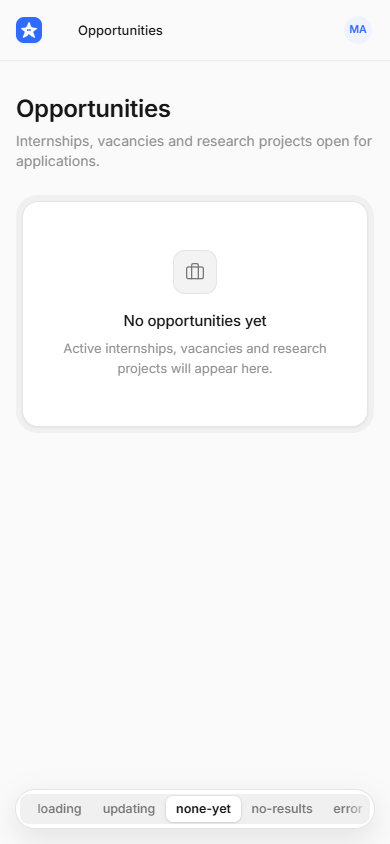 Opportunities
MA
Opportunities
Internships, vacancies and research projects open for
applications.
No opportunities yet
Active internships, vacancies and research
projects will appear here.
loading updating none-yet no-results error